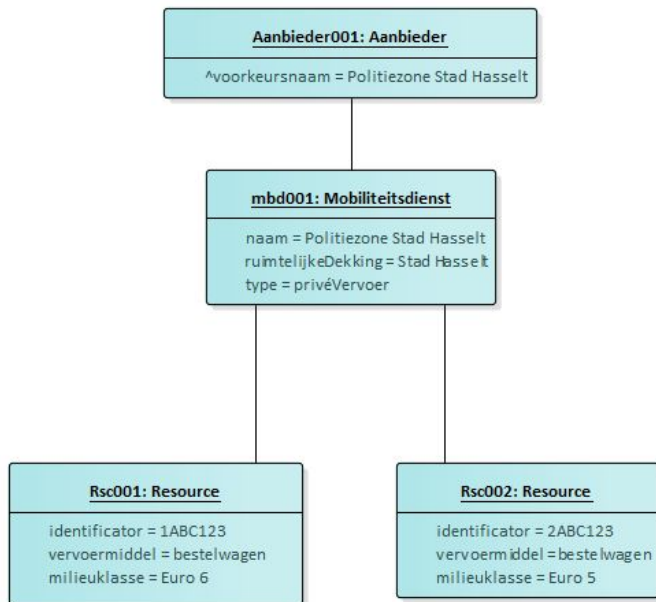 Aanbieder001: Aanbieder
^voorkeursnaam = Politiezone Stad Hasselt
mbd001: Mobiliteitsdienst
naam = Politiezone Stad Hasselt
ruimtelijkeDekking = Stad Hasselt
type = privéVervoer
Rsc001: Resource
identificator = 1ABC123
vervoermiddel = bestelwagen
milieuklasse = Euro 6
Rsc002: Resource
identificator = 2ABC123
vervoermiddel = bestelwagen
milieuklasse = Euro 5